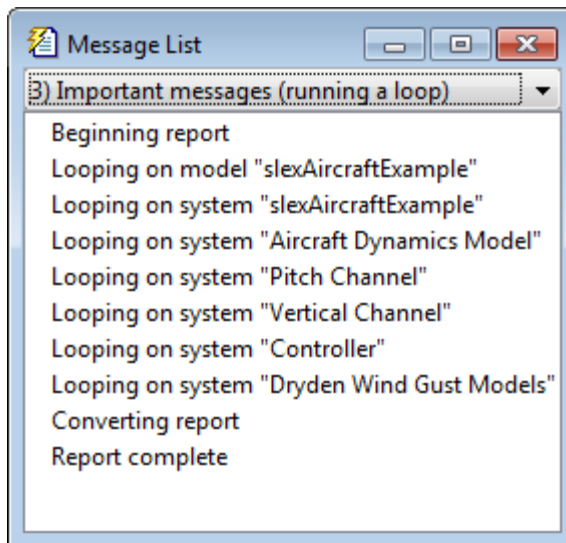 Message List
3) Important messages (running a loop)
Beginning report
Looping on model "slexAircraftExample"
Looping on system "slexAircraftExample"
Looping on system "Aircraft Dynamics Model"
Looping on system "Pitch Channel"
Looping on system "Vertical Channel"
Looping on system "Controller"
Looping on system "Dryden Wind Gust Models"
Converting report
Report complete